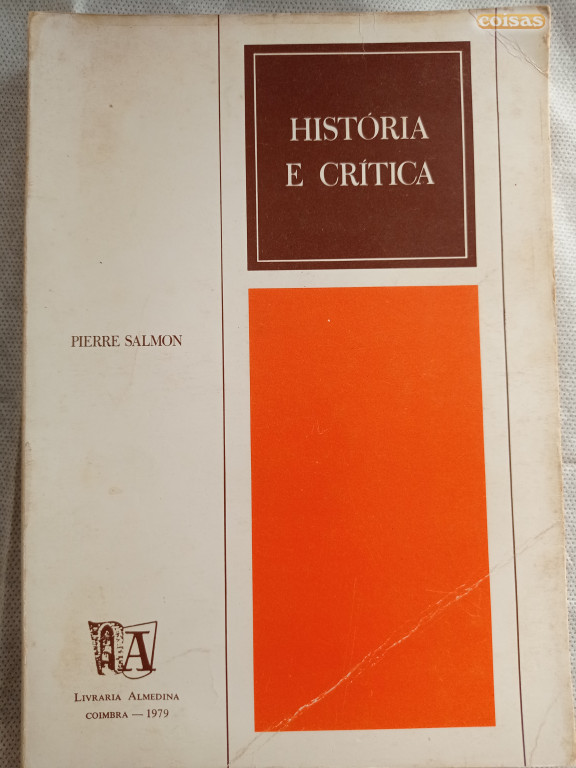 coisas
HISTÓRIA
E CRÍTICA
PIERRE SALMON
A
LIVRARIA ALMEDINA
COIMBRA — 1979